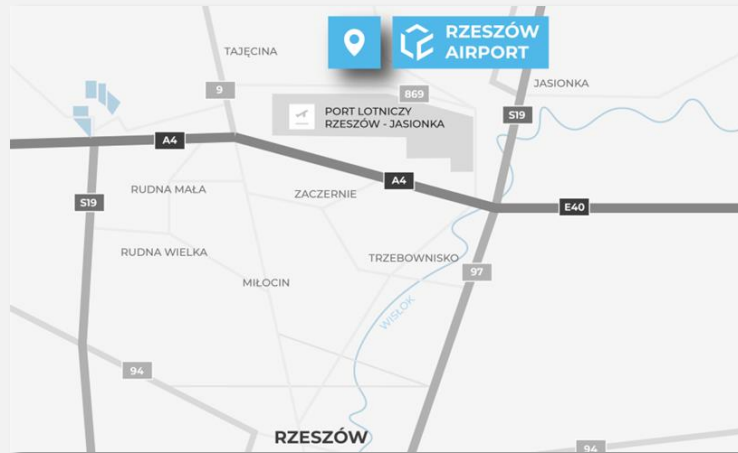 RZESZÓW
AIRPORT
TAJĘCINA
JASIONKA
9
869
PORT LOTNICZY
RZESZÓW - JASIONKA
S19
A4
A4
RUDNA MAŁA
ZACZERNIE
S19
E40
RUDNA WIELKA
TRZEBOWNISKO
97
MIŁOCIN
WISŁOK
94
RZESZÓW
94